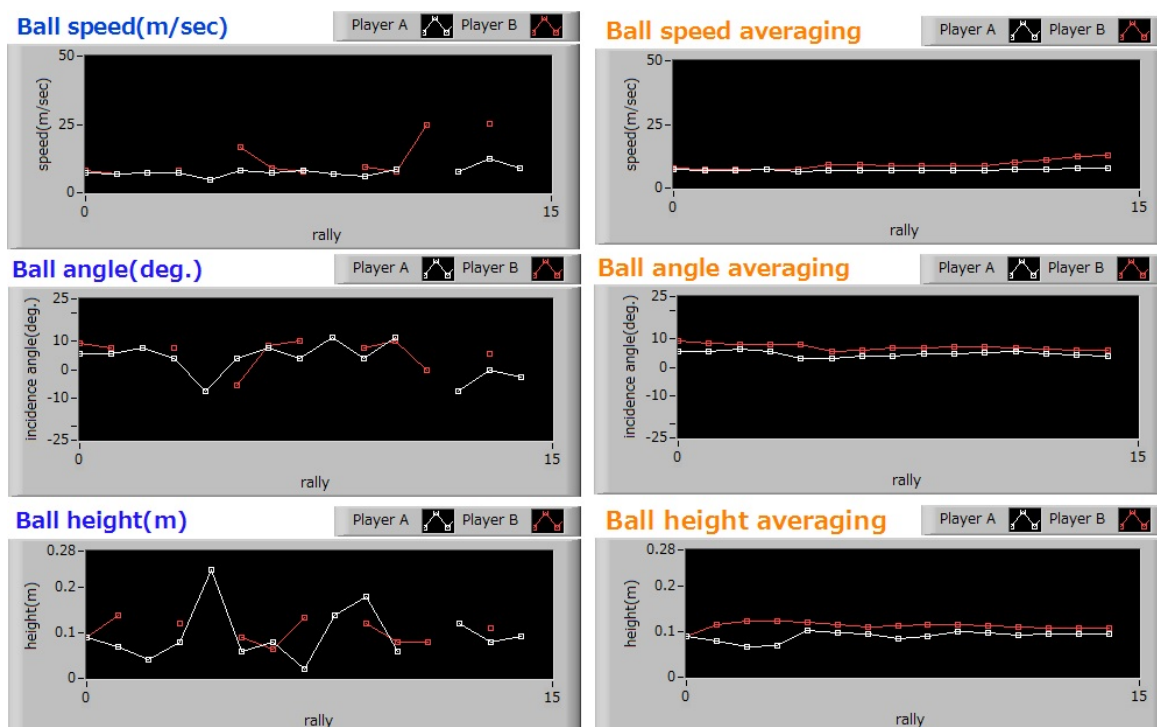 Ball speed(m/sec)
Player A Player B
speed(m/sec)
50
25
0
0
15
rally
Ball speed averaging
Player A Player B
speed(m/sec)
50
25
0
0
15
rally
Ball angle(deg.)
Player A Player B
incidence angle(deg.)
25
10
0
-10
-25
0
15
rally
Ball angle averaging
Player A Player B
incidence angle(deg.)
25
10
0
-10
-25
0
15
rally
Ball height(m)
Player A Player B
height(m)
0.28
0.2
0.1
0
0
15
rally
Ball height averaging
Player A Player B
height(m)
0.28
0.2
0.1
0
0
15
rally